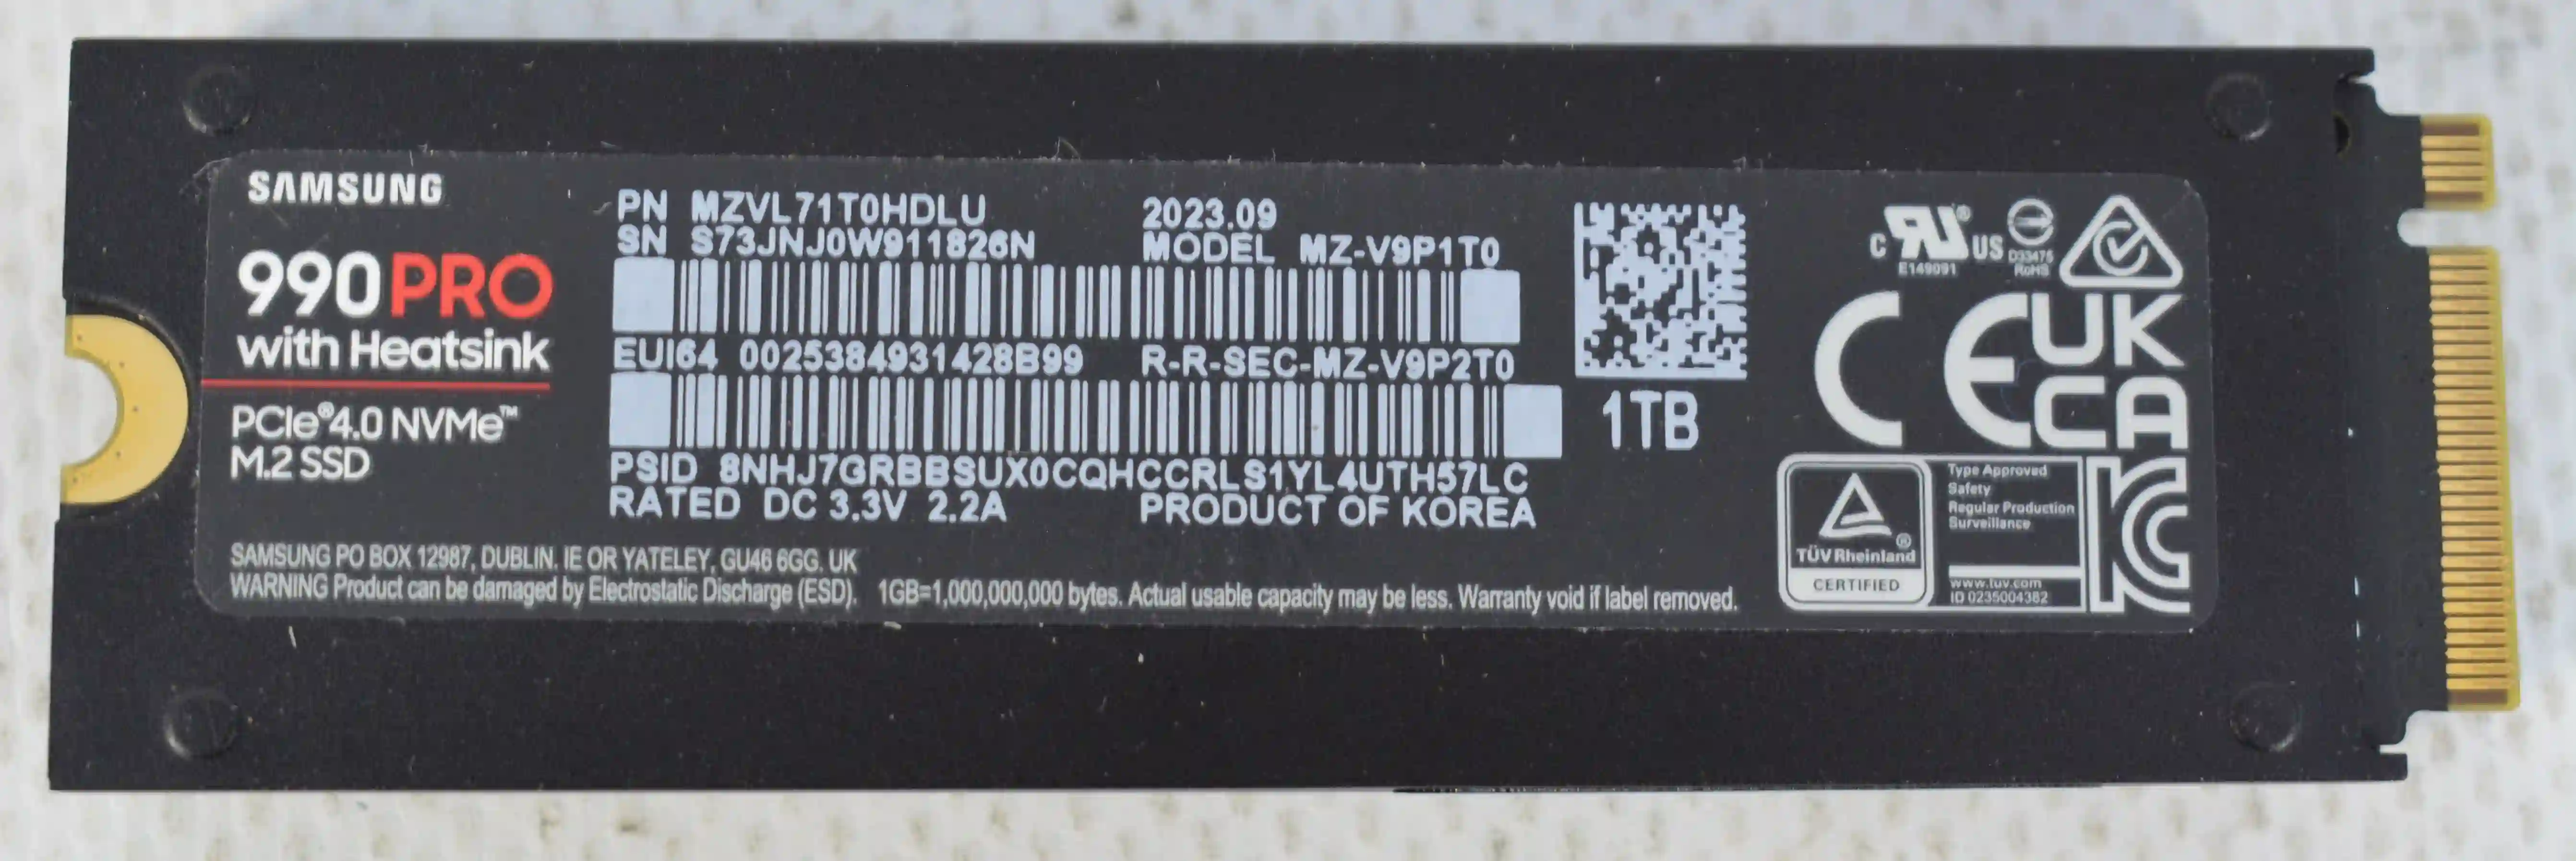 SAMSUNG
990 PRO
with Heatsink
PCIe®4.0 NVMe™
M.2 SSD
PN MZVL71T0HDLU 2023.09
SN S73JNJ0W911826N MODEL MZ-V9P1T0
EUI64 0025384931428B99 R-R-SEC-MZ-V9P2T0
PSID 8NHJ7GRBBSUX0CQHCCRLS1YL4UTH57LC
RATED DC 3.3V 2.2A PRODUCT OF KOREA
1TB
SAMSUNG PO BOX 12987, DUBLIN. IE OR YATELEY, GU46 6GG. UK
WARNING Product can be damaged by Electrostatic Discharge (ESD). 1GB=1,000,000,000 bytes. Actual usable capacity may be less. Warranty void if label removed.
C RU® US
E149091
D33475
RoHS
CE
UK
CA
TÜV Rheinland®
CERTIFIED
Type Approved
Safety
Regular Production
Surveillance
www.tuv.com
ID 0235004382
KC